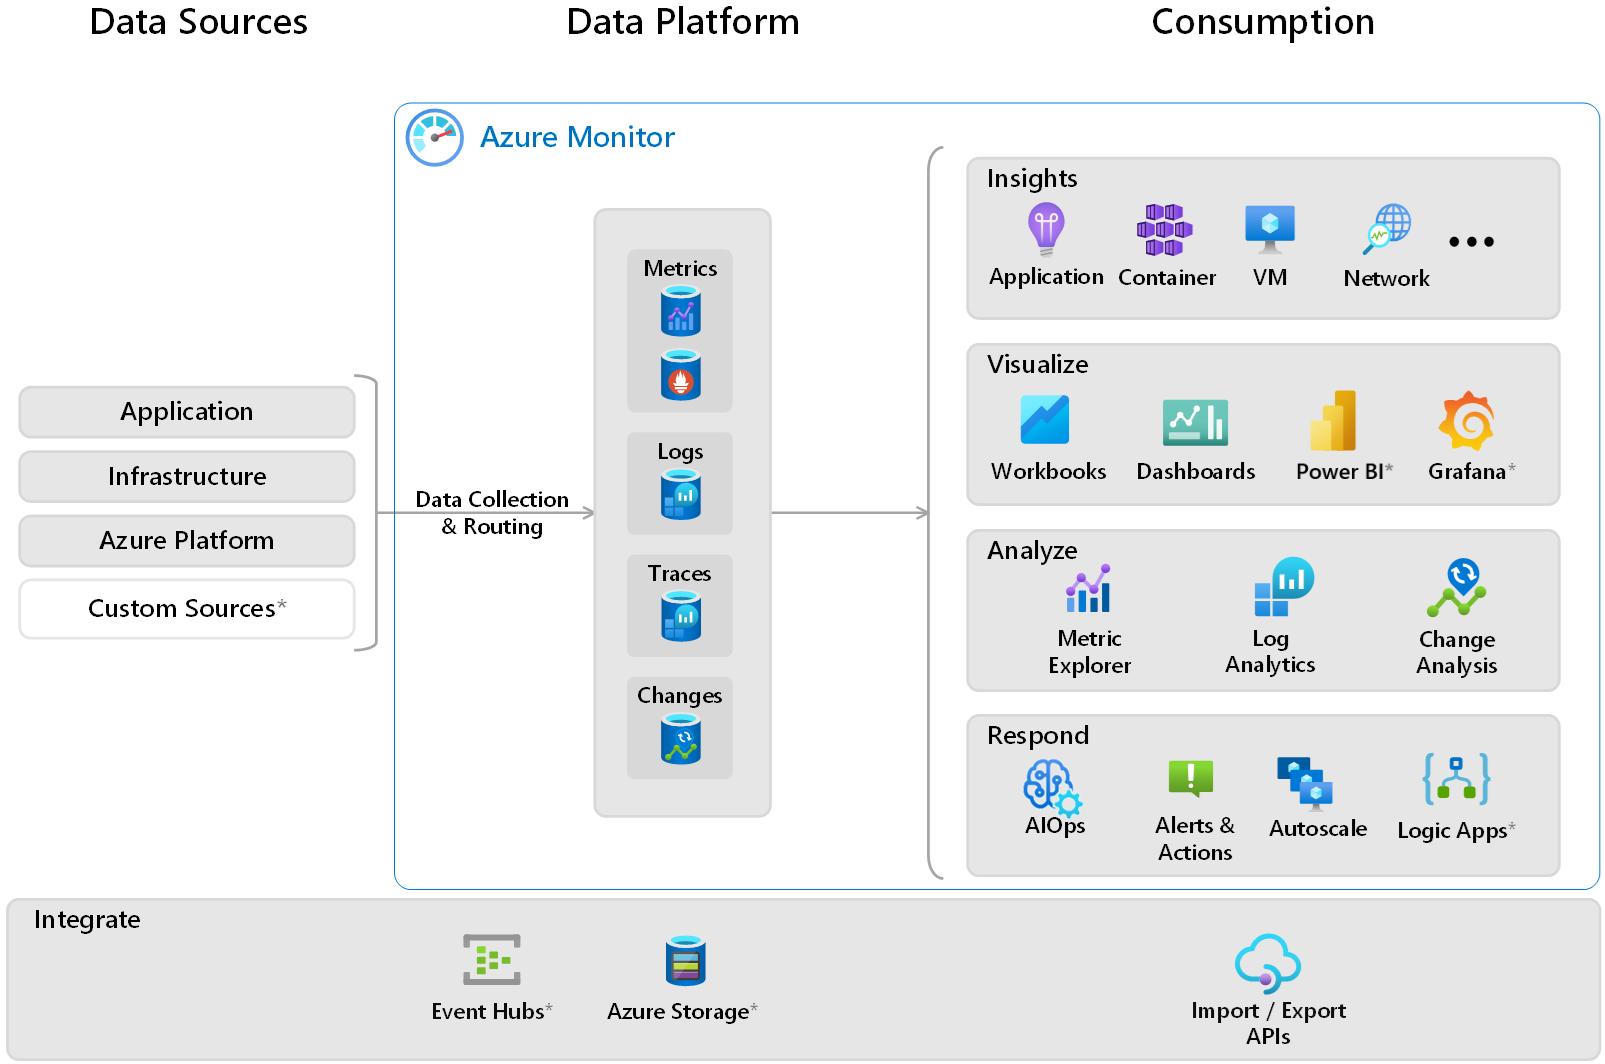 Data Sources
Data Platform
Consumption
Azure Monitor
Application
Infrastructure
Azure Platform
Custom Sources*
Data Collection
& Routing
Metrics
Logs
Traces
Changes
Insights
Application
Container
VM
Network
•••
Visualize
Workbooks
Dashboards
Power BI*
Grafana*
Analyze
Metric
Explorer
Log
Analytics
Change
Analysis
Respond
AIOps
Alerts &
Actions
Autoscale
Logic Apps*
Integrate
Event Hubs*
Azure Storage*
Import / Export
APIs